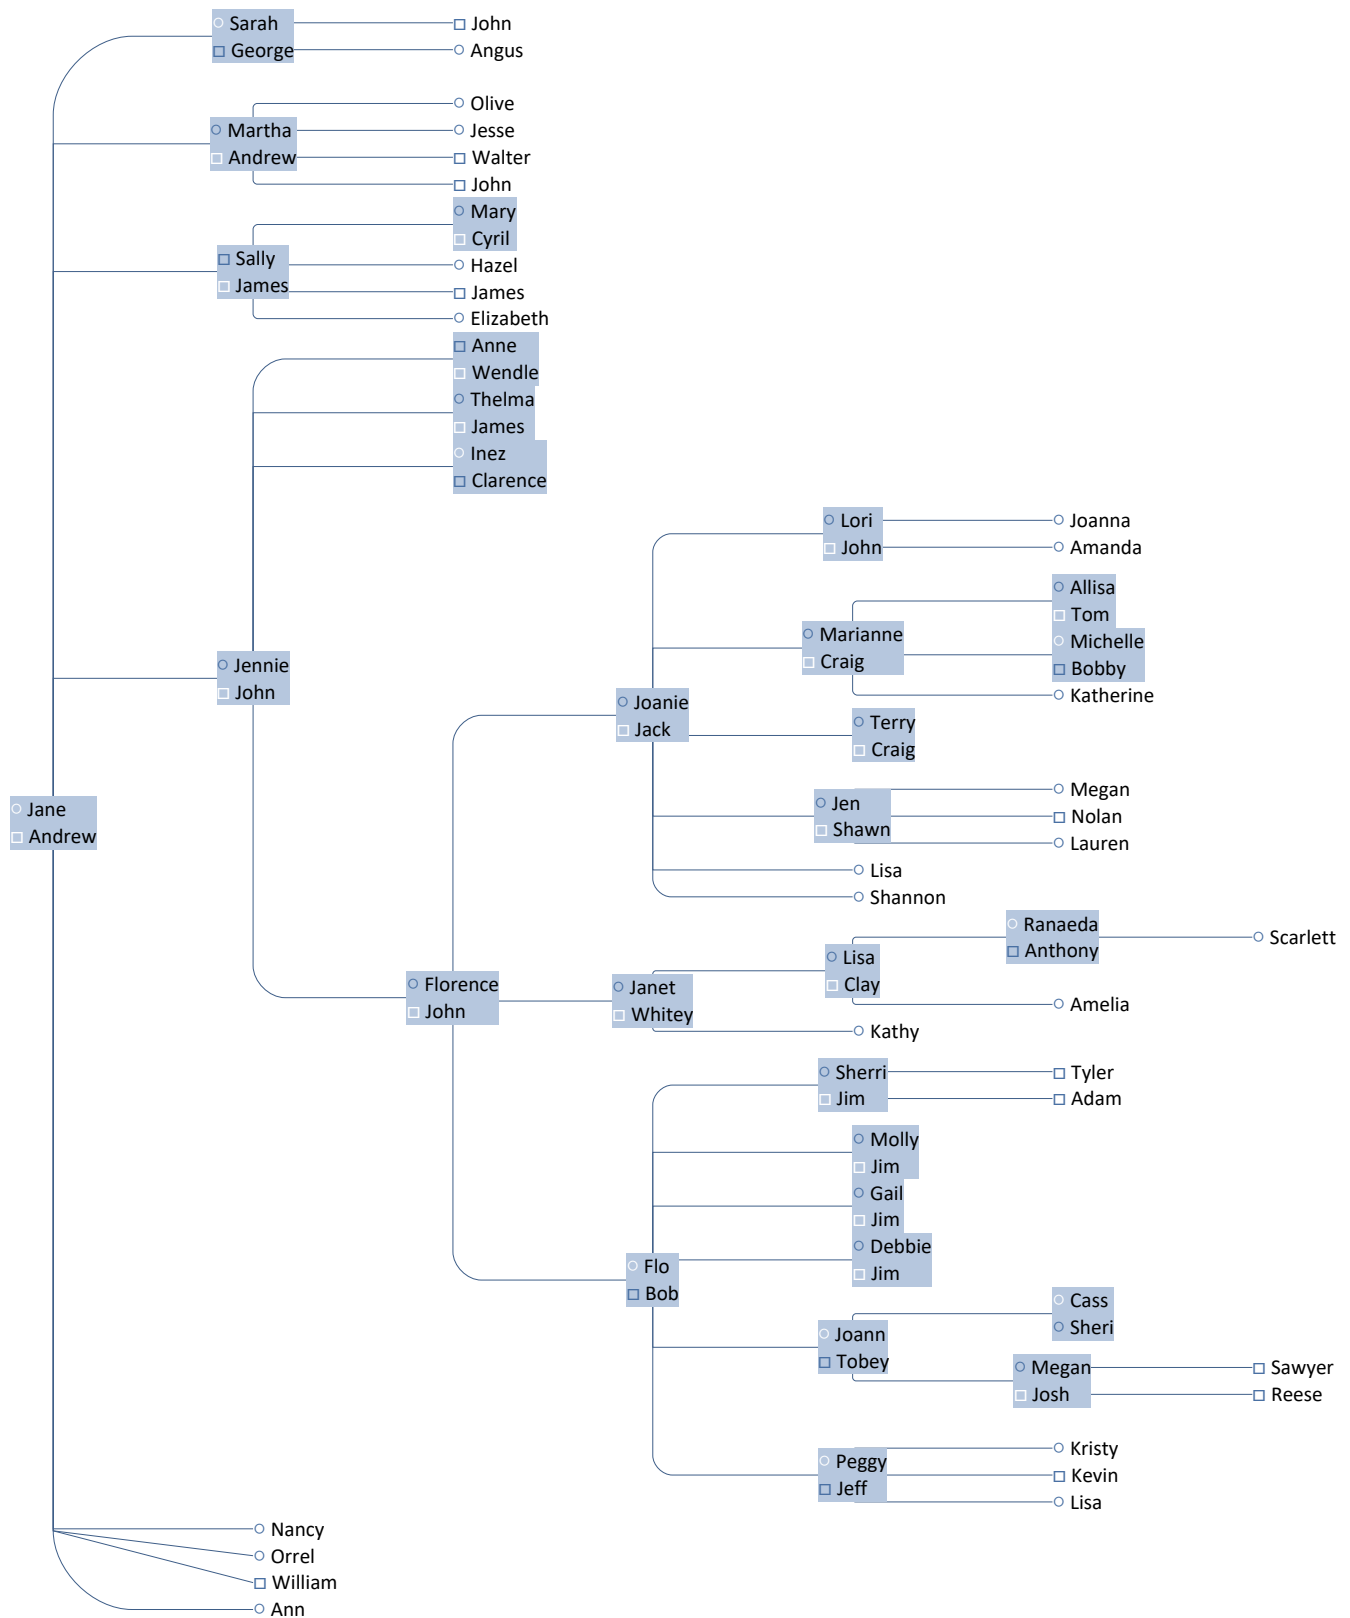 Sarah
George
John
Angus
Martha
Andrew
Olive
Jesse
Walter
John
Sally
James
Mary
Cyril
Hazel
James
Elizabeth
Anne
Wendle
Thelma
James
Inez
Clarence
Jennie
John
Jane
Andrew
Lori
John
Joanna
Amanda
Marianne
Craig
Allisa
Tom
Michelle
Bobby
Katherine
Joanie
Jack
Terry
Craig
Jen
Shawn
Megan
Nolan
Lauren
Lisa
Shannon
Florence
John
Janet
Whitey
Lisa
Clay
Ranaeda
Anthony
Scarlett
Amelia
Kathy
Sherri
Jim
Tyler
Adam
Molly
Jim
Gail
Jim
Debbie
Jim
Flo
Bob
Joann
Tobey
Cass
Sheri
Megan
Josh
Sawyer
Reese
Peggy
Jeff
Kristy
Kevin
Lisa
Nancy
Orrel
William
Ann